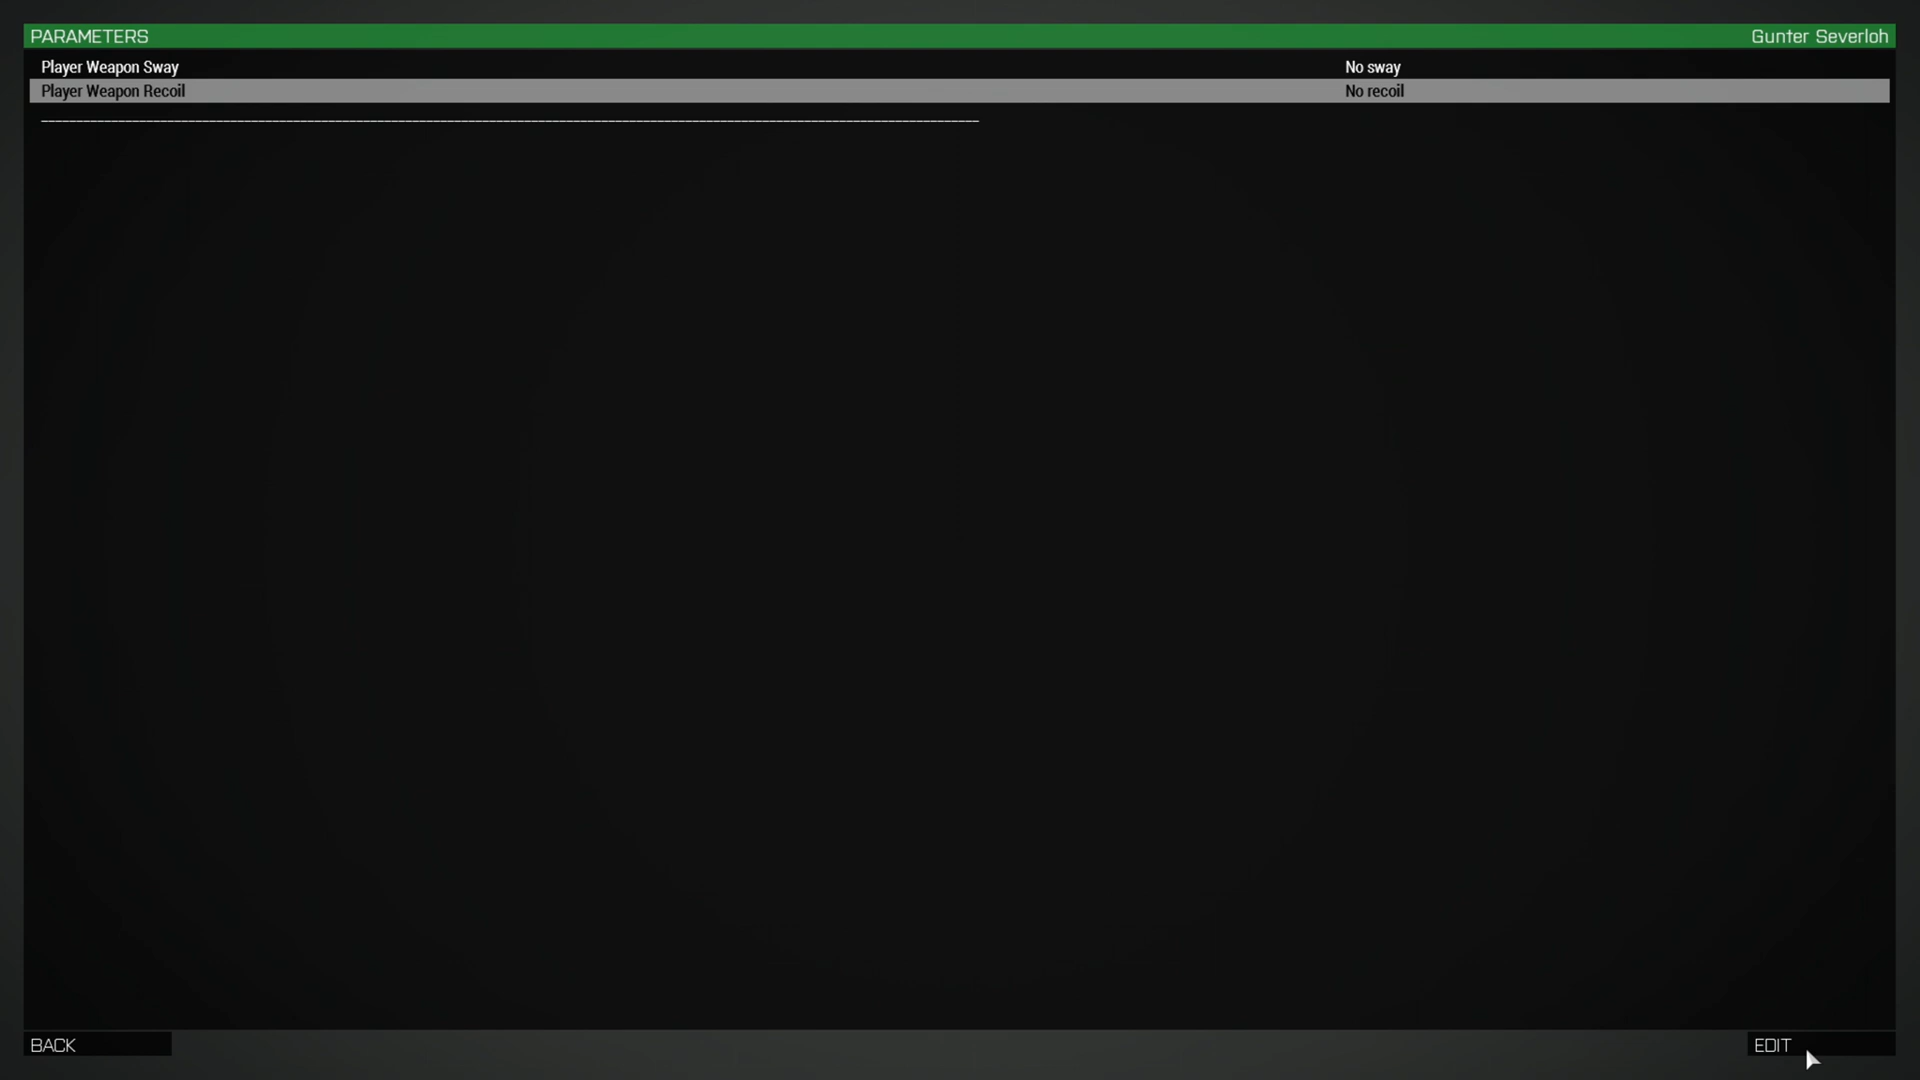 PARAMETERS Gunter Severloh
Player Weapon Sway No sway
Player Weapon Recoil No recoil
BACK EDIT